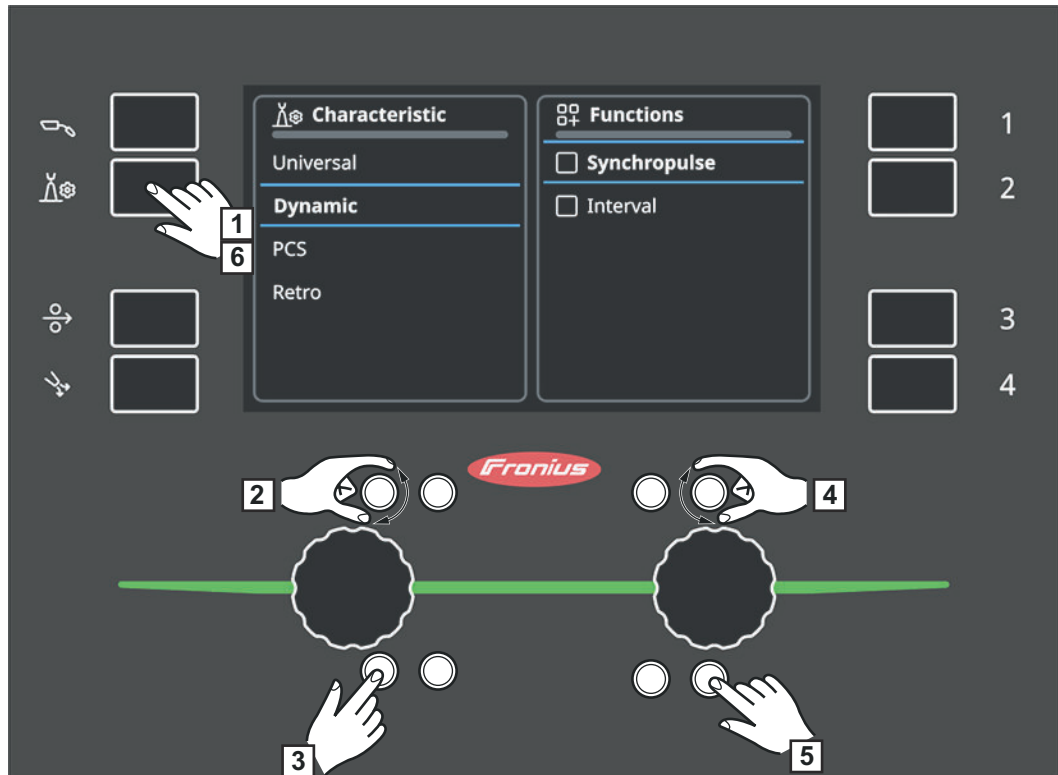 Characteristic
Universal
Dynamic
PCS
Retro
Functions
Synchropulse
Interval
1
2
3
4
1
6
Fronius
2
4
3
5